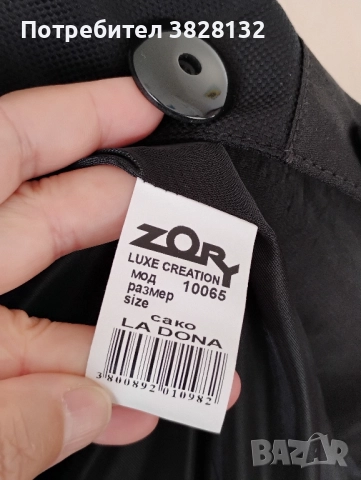 Потребител 3828132
ZORY
LUXE CREATION
мод 10065
размер
size
сако
LA DONA
3800892010982
BAZAR